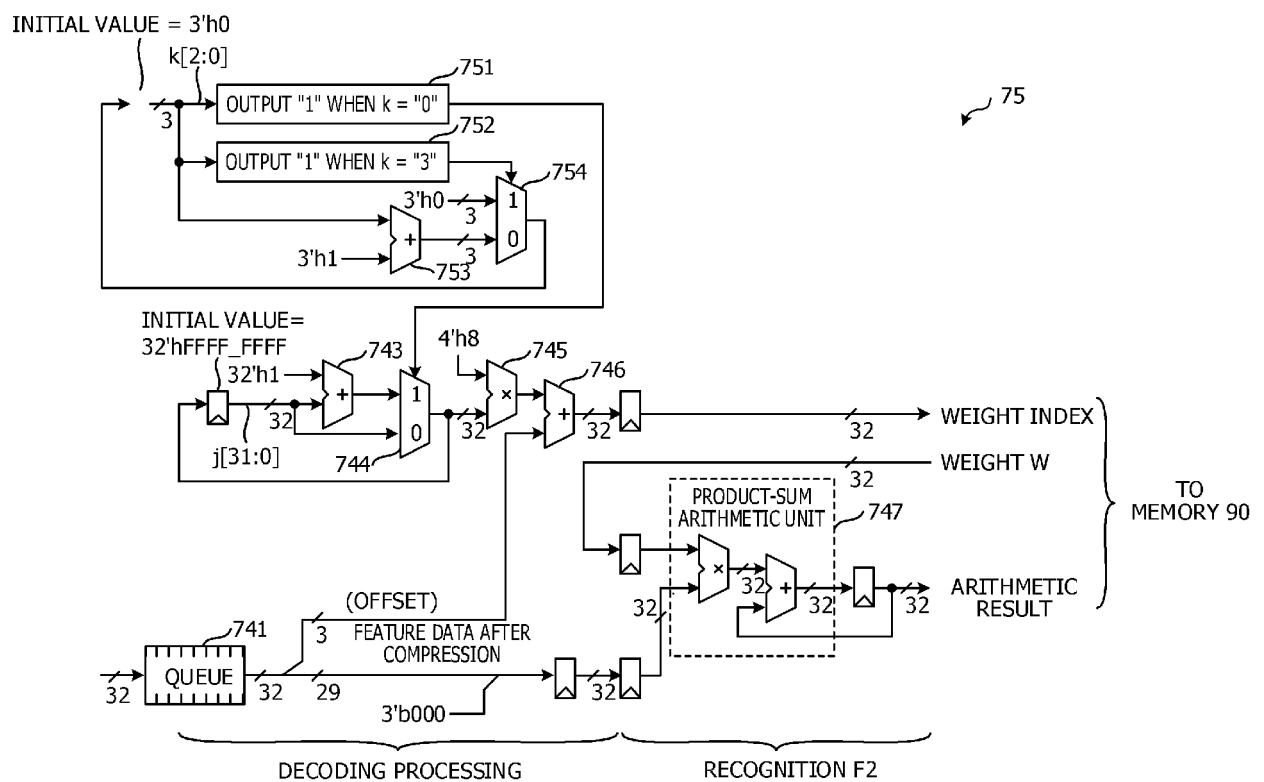 INITIAL VALUE = 3'h0
k[2:0]
751
OUTPUT "1" WHEN k = "0"
75
3
752
OUTPUT "1" WHEN k = "3"
754
3'h0
3
1
+
3
0
3'h1
753
INITIAL VALUE=
32'hFFFF_FFFF
743
4'h8
745
746
32'h1
+
1
×
+
32
32
32
32
WEIGHT INDEX
j[31:0]
744
0
WEIGHT W
32
PRODUCT-SUM
ARITHMETIC UNIT
747
TO
MEMORY 90
×
32
+
32
32
ARITHMETIC
RESULT
(OFFSET)
3
32
741
FEATURE DATA AFTER
COMPRESSION
QUEUE
32
32
29
32
3'b000
DECODING PROCESSING
RECOGNITION F2